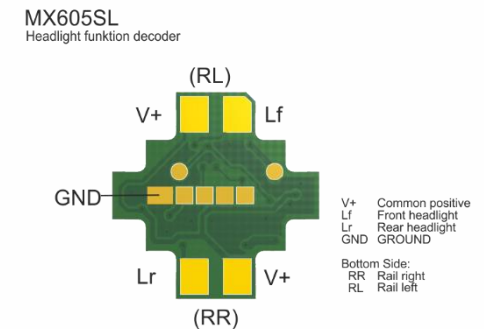 MX605SL
Headlight funktion decoder
(RL)
V+ Lf
GND
V+ Common positive
Lf Front headlight
Lr Rear headlight
GND GROUND
Bottom Side:
RR Rail right
RL Rail left
Lr V+
(RR)